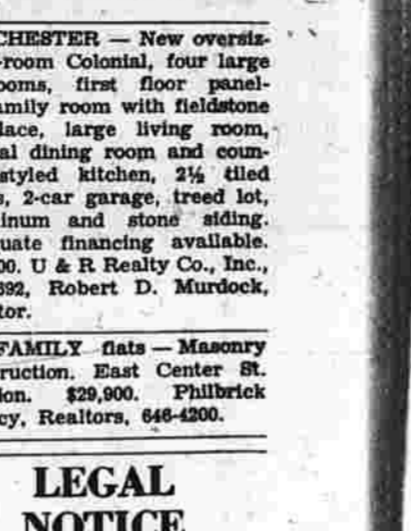 CHESTER — New oversiz-
-room Colonial, four large
ooms, first floor panel-
amily room with fieldstone
lace, large living room,
al dining room and coun-
styled kitchen, 2½ tiled
s, 2-car garage, treed lot,
inum and stone siding.
uate financing available.
00. U & R Realty Co., Inc.,
692, Robert D. Murdock,
tor.
FAMILY flats — Masonry
ruction. East Center St.
ion. $29,900. Philbrick
cy, Realtors, 646-4200.
LEGAL
NOTICE